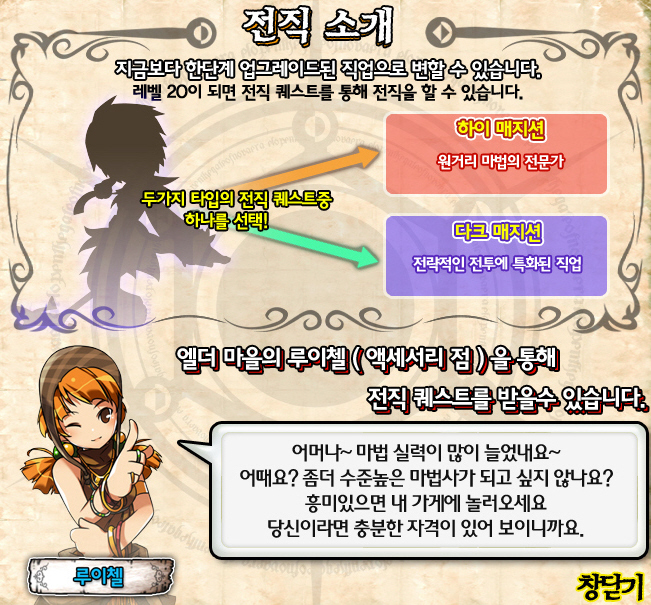 전직 소개
지금보다 한단계 업그레이드된 직업으로 변할 수 있습니다.
레벨 20이 되면 전직 퀘스트를 통해 전직을 할 수 있습니다.
하이 매지션
원거리 마법의 전문가
두가지 타입의 전직 퀘스트중
하나를 선택!
다크 매지션
전략적인 전투에 특화된 직업
엘더 마을의 루이첼 ( 액세서리 점 ) 을 통해
전직 퀘스트를 받을수 있습니다.
어머나~ 마법 실력이 많이 늘었내요~
어때요? 좀더 수준높은 마법사가 되고 싶지 않나요?
흥미있으면 내 가게에 놀러오세요
당신이라면 충분한 자격이 있어 보이니까요.
루이첼
창닫기